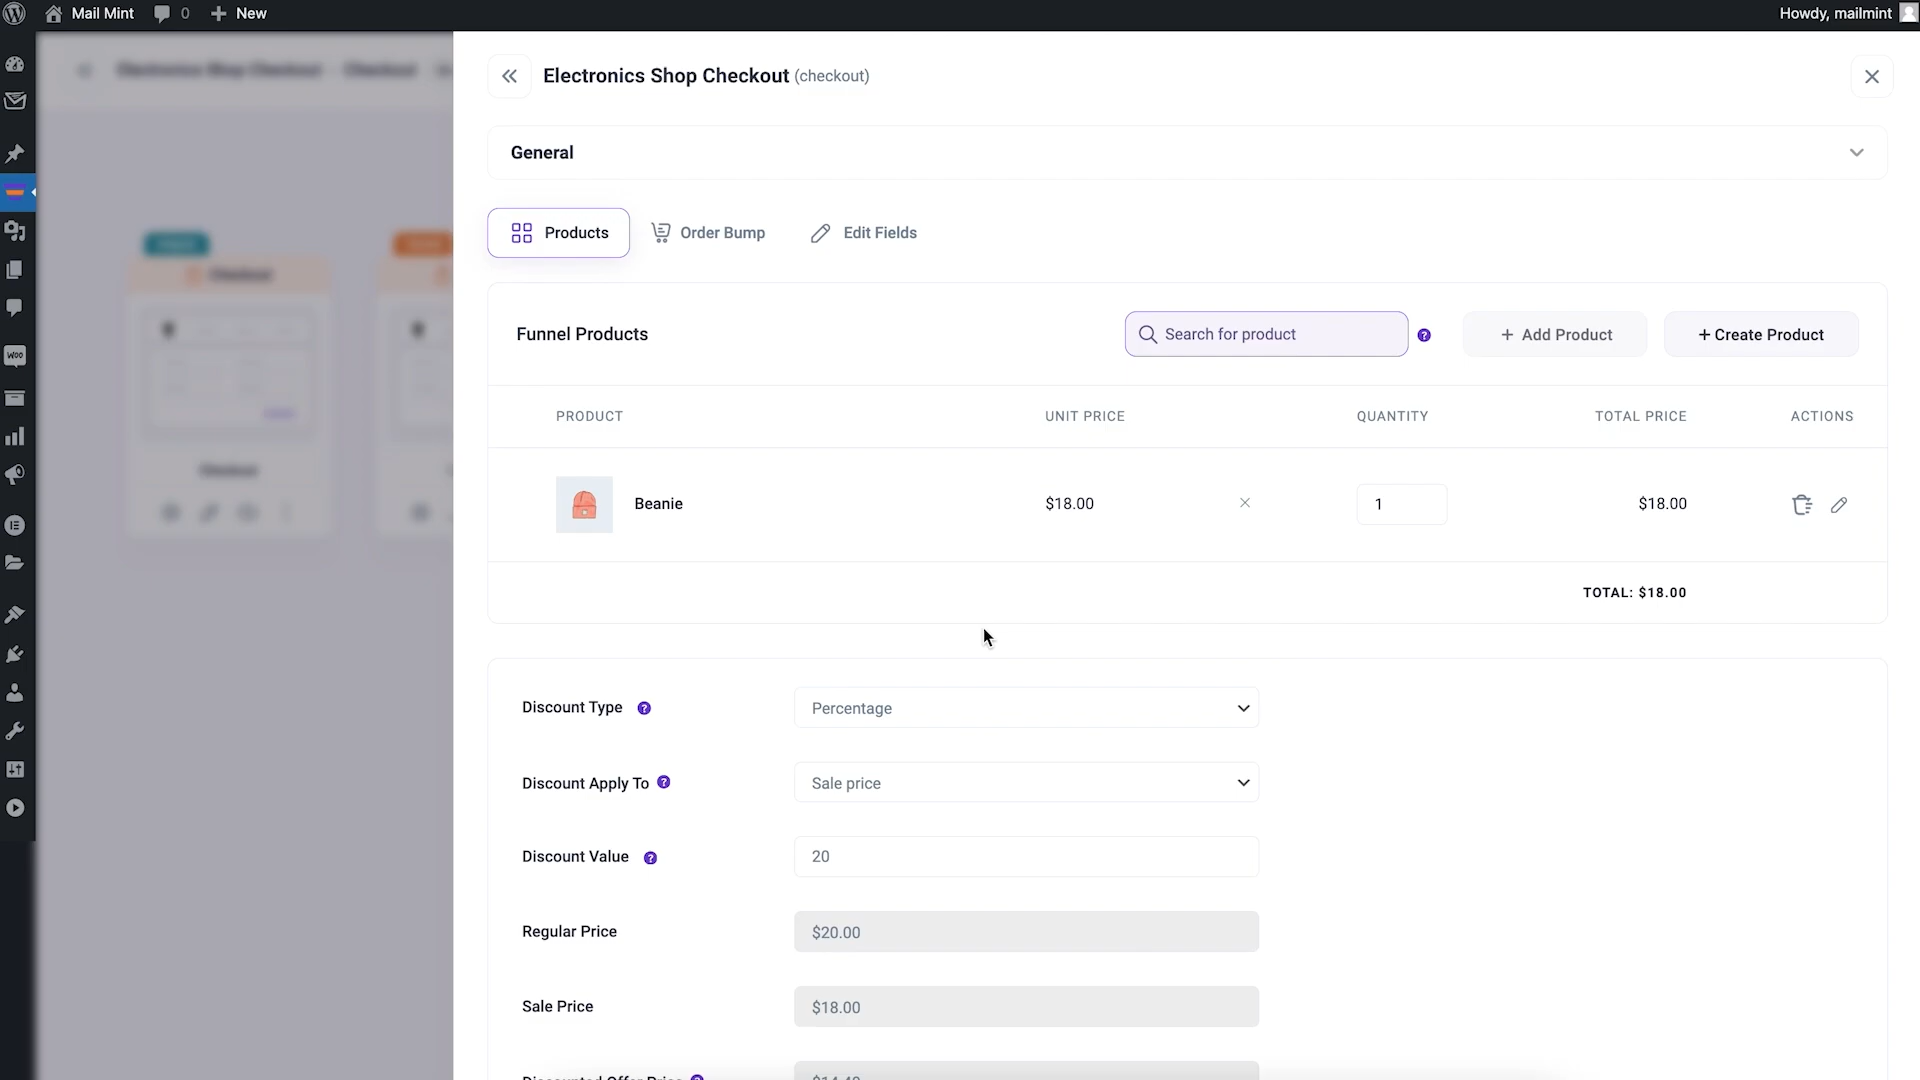 Mail Mint 0 New Howdy, mailmint
Electronics Shop Checkout (checkout)
General
Products Order Bump Edit Fields
Funnel Products Search for product ? + Add Product + Create Product
PRODUCT UNIT PRICE QUANTITY TOTAL PRICE ACTIONS
Beanie $18.00 × 1 $18.00
TOTAL: $18.00
Discount Type ? Percentage
Discount Apply To ? Sale price
Discount Value ? 20
Regular Price $20.00
Sale Price $18.00